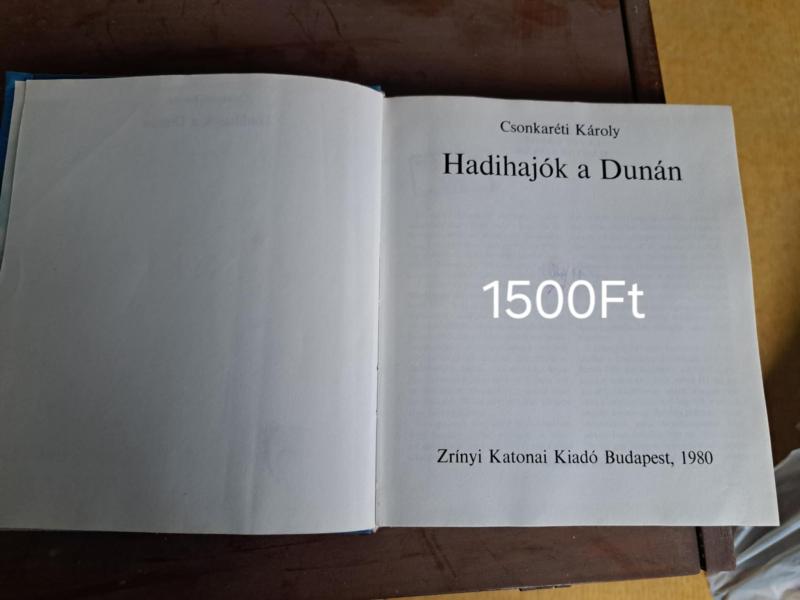 Csonkaréti Károly
Hadihajók a Dunán
1500Ft
Zrínyi Katonai Kiadó Budapest, 1980